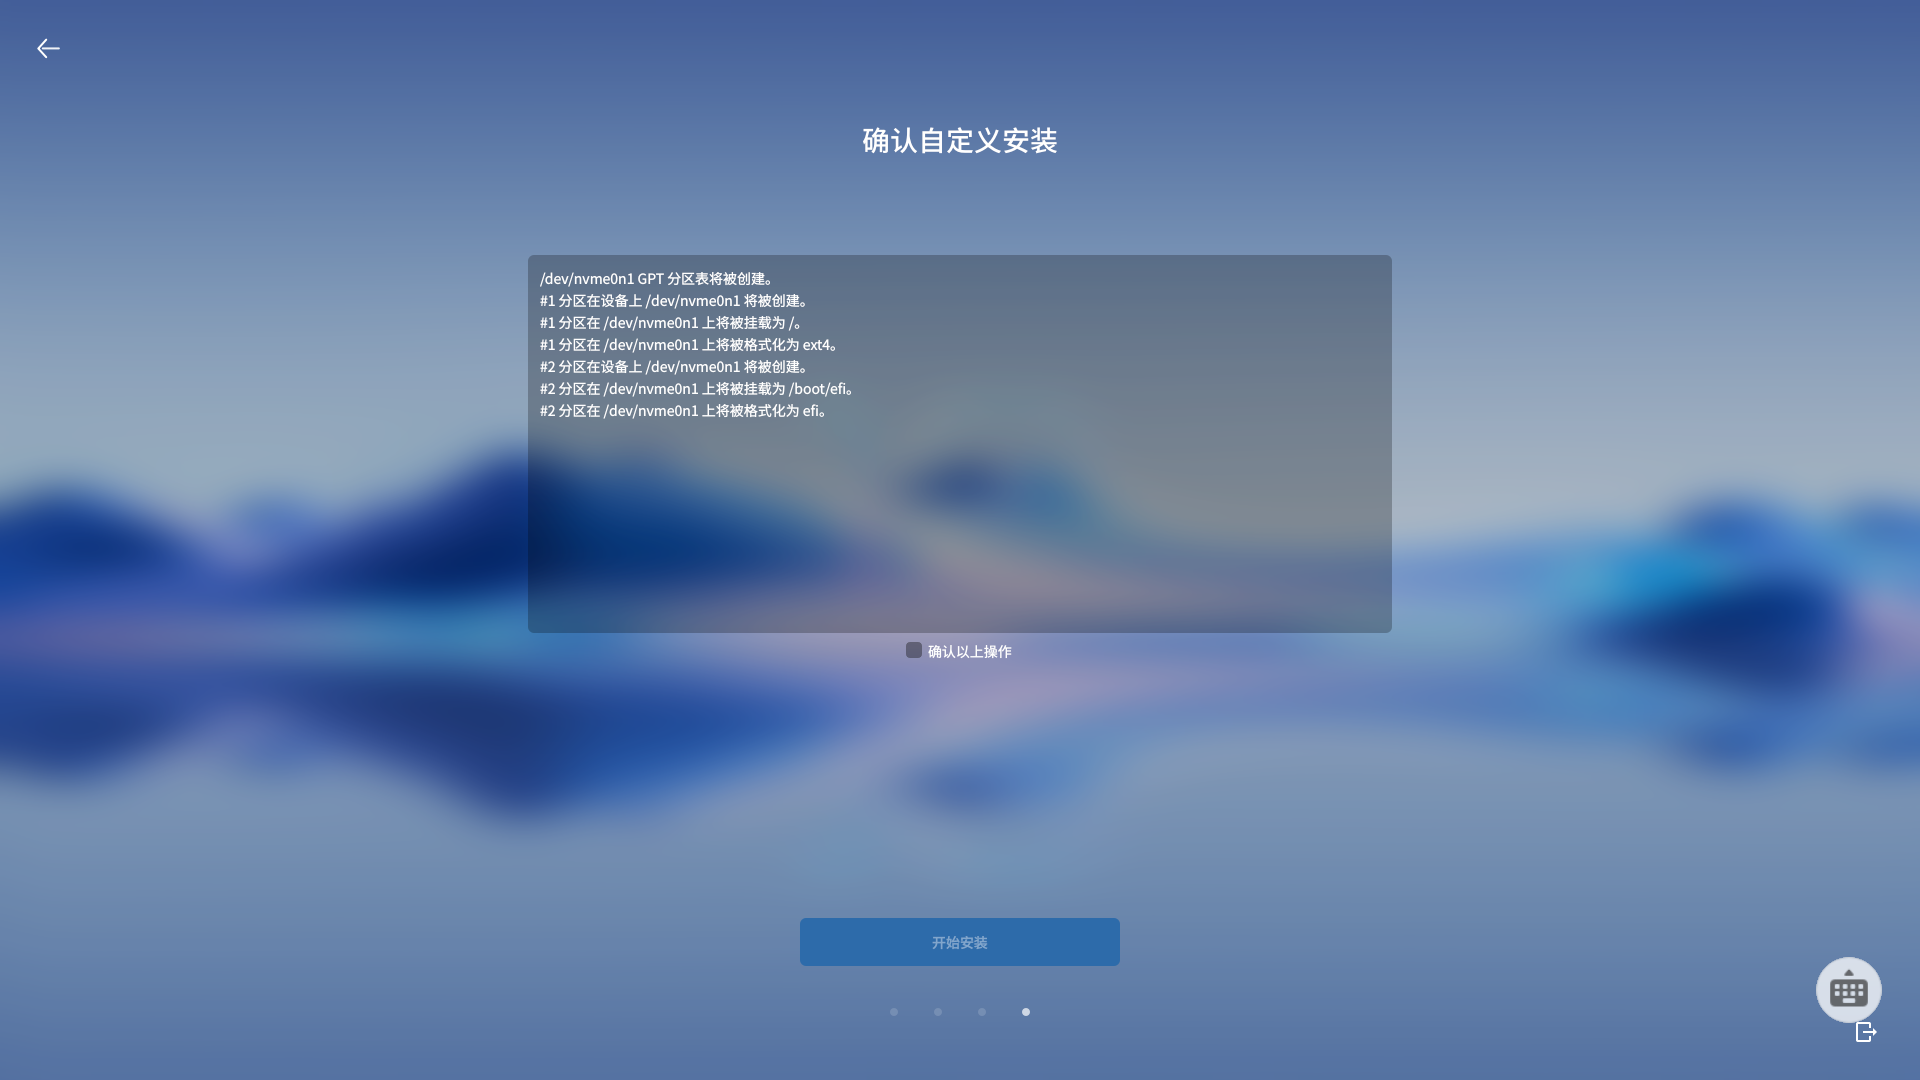 确认自定义安装
/dev/nvme0n1 GPT 分区表将被创建。
#1 分区在设备上 /dev/nvme0n1 将被创建。
#1 分区在 /dev/nvme0n1 上将被挂载为 /。
#1 分区在 /dev/nvme0n1 上将被格式化为 ext4。
#2 分区在设备上 /dev/nvme0n1 将被创建。
#2 分区在 /dev/nvme0n1 上将被挂载为 /boot/efi。
#2 分区在 /dev/nvme0n1 上将被格式化为 efi。
确认以上操作
开始安装